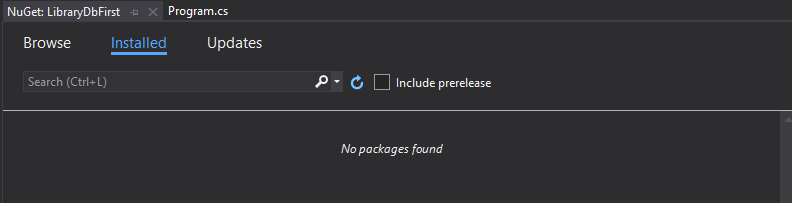 NuGet: LibraryDbFirst Program.cs
Browse Installed Updates
Search (Ctrl+L) Include prerelease
No packages found